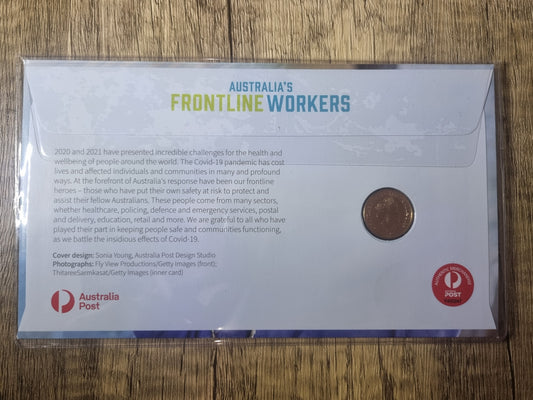 AUSTRALIA'S
FRONTLINE WORKERS
2020 and 2021 have presented incredible challenges for the health and
wellbeing of people around the world. The Covid-19 pandemic has cost
lives and affected individuals and communities in many and profound
ways. At the forefront of Australia's response have been our frontline
heroes – those who have put their own safety at risk to protect and
assist their fellow Australians. These people come from many sectors,
whether healthcare, policing, defence and emergency services, postal
and delivery, education, retail and more. We are grateful to all who have
played their part in keeping people safe and communities functioning,
as we battle the insidious effects of Covid-19.
Cover design: Sonia Young, Australia Post Design Studio
Photographs: Fly View Productions/Getty Images (front);
ThitareeSarmkasat/Getty Images (inner card)
Australia
Post
AUTHENTIC MERCHANDISE
POST